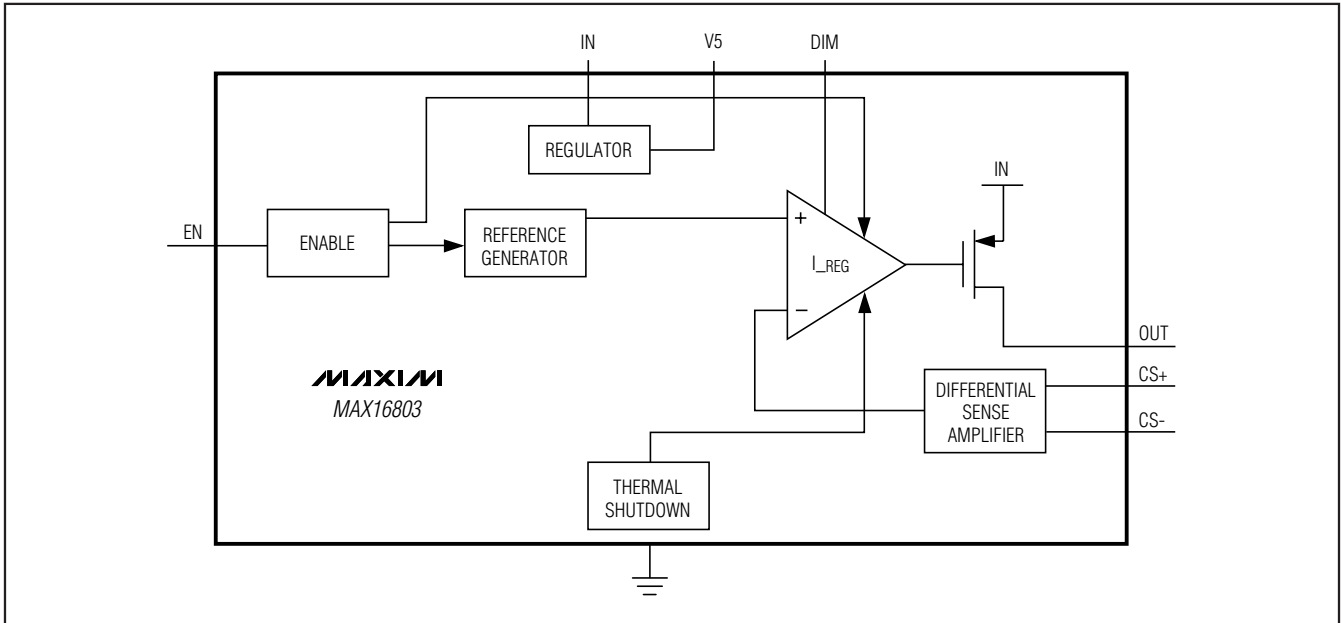 IN
V5
DIM
REGULATOR
IN
EN
ENABLE
REFERENCE
GENERATOR
+
I_REG
−
OUT
CS+
DIFFERENTIAL
SENSE
AMPLIFIER
CS-
MAXIM
MAX16803
THERMAL
SHUTDOWN